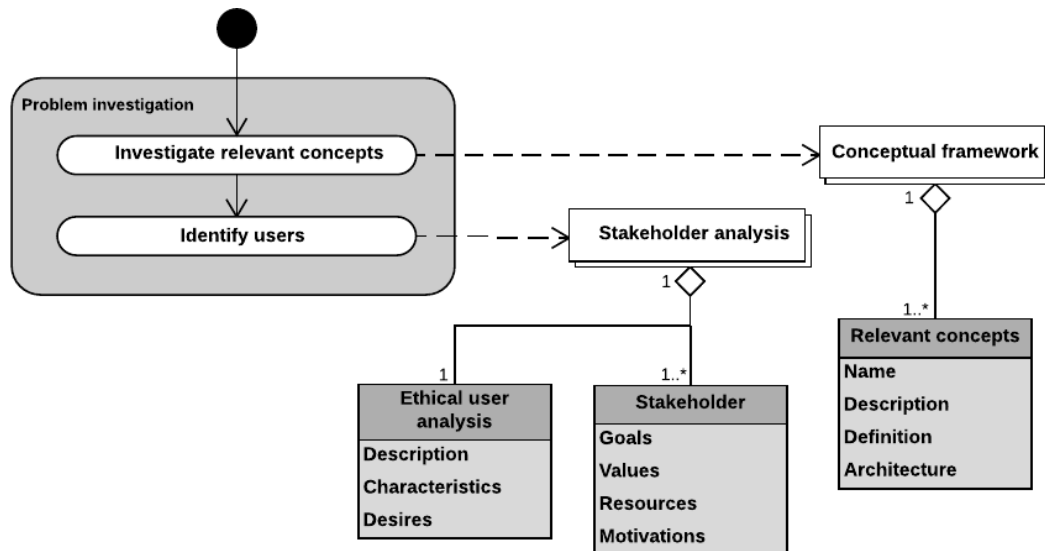 Problem investigation
Investigate relevant concepts
Conceptual framework
1
Identify users
Stakeholder analysis
1
1..*
1
1..*
Relevant concepts
Name
Description
Definition
Architecture
Ethical user
analysis
Description
Characteristics
Desires
Stakeholder
Goals
Values
Resources
Motivations